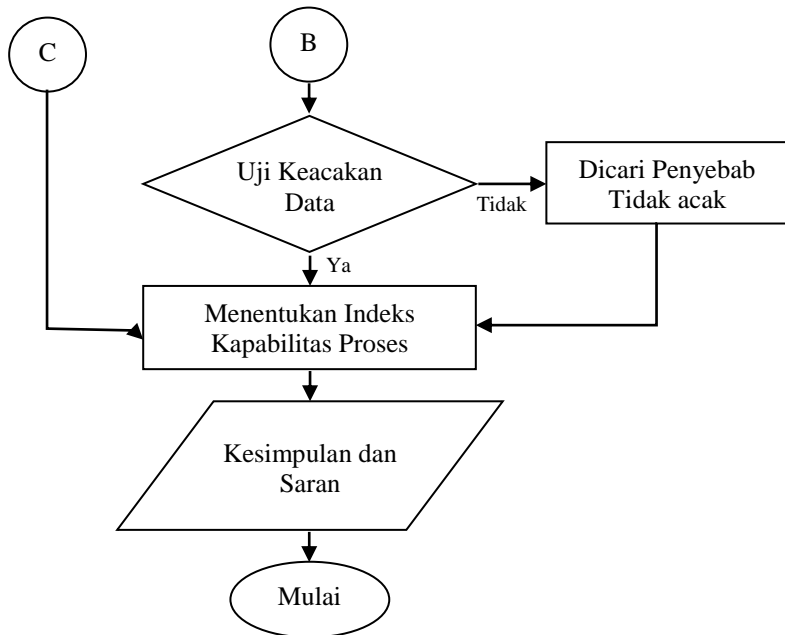 C
B
Uji Keacakan
Data
Tidak
Dicari Penyebab
Tidak acak
Ya
Menentukan Indeks
Kapabilitas Proses
Kesimpulan dan
Saran
Mulai